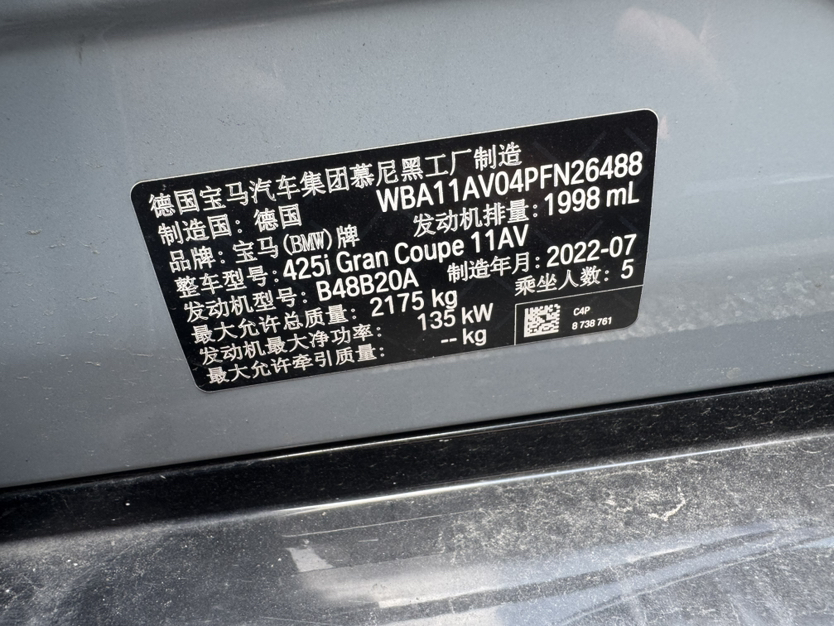 德国宝马汽车集团慕尼黑工厂制造
制造国：德国 WBA11AV04PFN26488
品牌：宝马(BMW)牌 发动机排量：1998 mL
整车型号：425i Gran Coupe 11AV
发动机型号：B48B20A 制造年月：2022-07
最大允许总质量：2175 kg 乘坐人数：5
发动机最大净功率：135 kW
最大允许牵引质量：-- kg
C4P
8 738 761